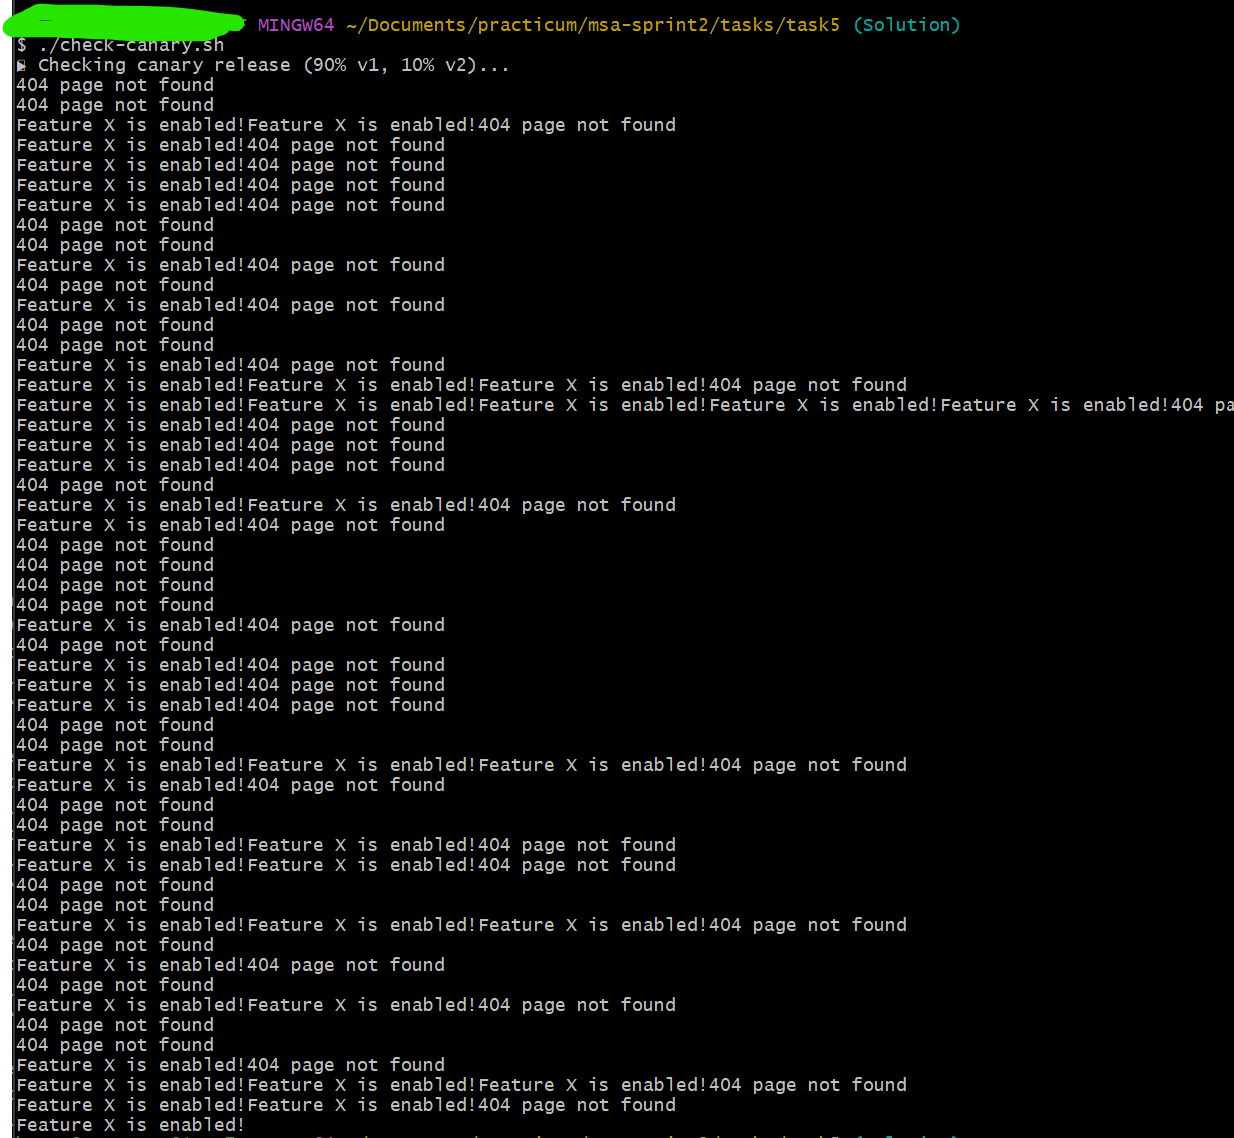 MINGW64 ~/Documents/practicum/msa-sprint2/tasks/task5 (Solution)
$ ./check-canary.sh
Checking canary release (90% v1, 10% v2)...
404 page not found
404 page not found
Feature X is enabled!Feature X is enabled!404 page not found
Feature X is enabled!404 page not found
Feature X is enabled!404 page not found
Feature X is enabled!404 page not found
Feature X is enabled!404 page not found
404 page not found
404 page not found
Feature X is enabled!404 page not found
404 page not found
Feature X is enabled!404 page not found
404 page not found
404 page not found
Feature X is enabled!404 page not found
Feature X is enabled!Feature X is enabled!Feature X is enabled!404 page not found
Feature X is enabled!Feature X is enabled!Feature X is enabled!Feature X is enabled!Feature X is enabled!404 pa
Feature X is enabled!404 page not found
Feature X is enabled!404 page not found
Feature X is enabled!404 page not found
404 page not found
Feature X is enabled!Feature X is enabled!404 page not found
Feature X is enabled!404 page not found
404 page not found
404 page not found
404 page not found
404 page not found
Feature X is enabled!404 page not found
404 page not found
Feature X is enabled!404 page not found
Feature X is enabled!404 page not found
Feature X is enabled!404 page not found
404 page not found
404 page not found
Feature X is enabled!Feature X is enabled!Feature X is enabled!404 page not found
Feature X is enabled!404 page not found
404 page not found
404 page not found
Feature X is enabled!Feature X is enabled!404 page not found
Feature X is enabled!Feature X is enabled!404 page not found
404 page not found
404 page not found
Feature X is enabled!Feature X is enabled!Feature X is enabled!404 page not found
404 page not found
Feature X is enabled!404 page not found
404 page not found
Feature X is enabled!Feature X is enabled!404 page not found
404 page not found
404 page not found
Feature X is enabled!404 page not found
Feature X is enabled!Feature X is enabled!Feature X is enabled!404 page not found
Feature X is enabled!Feature X is enabled!404 page not found
Feature X is enabled!